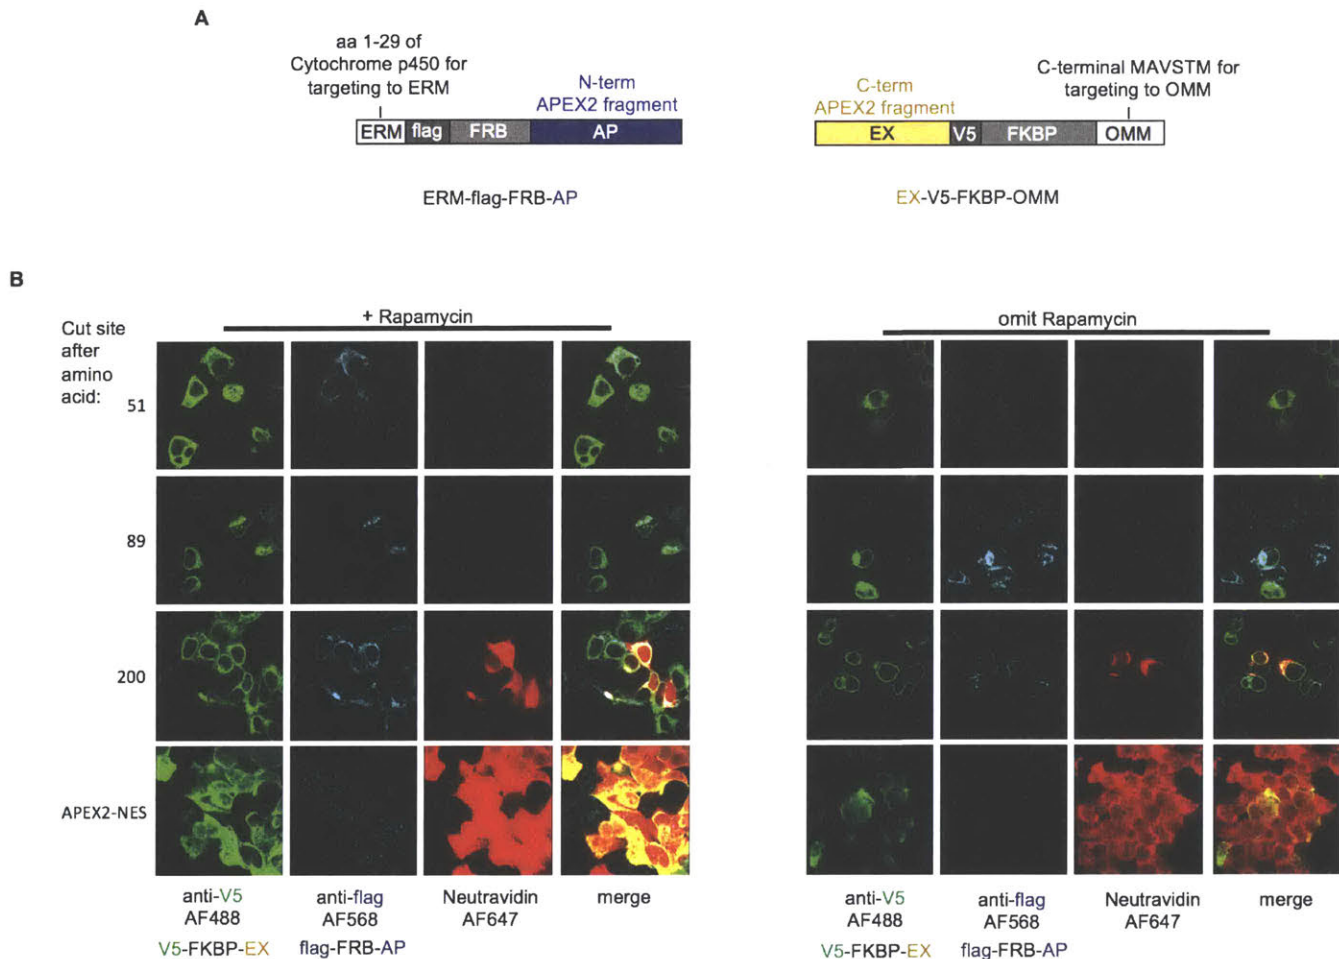 A
aa 1-29 of
Cytochrome p450 for
targeting to ERM
N-term
APEX2 fragment
ERM flag FRB AP
ERM-flag-FRB-AP
C-terminal MAVSTM for
targeting to OMM
C-term
APEX2 fragment
EX V5 FKBP OMM
EX-V5-FKBP-OMM
B
Cut site
after
amino
acid:
+ Rapamycin
omit Rapamycin
51
89
200
APEX2-NES
anti-V5
AF488
V5-FKBP-EX
anti-flag
AF568
flag-FRB-AP
Neutravidin
AF647
merge
anti-V5
AF488
V5-FKBP-EX
anti-flag
AF568
flag-FRB-AP
Neutravidin
AF647
merge